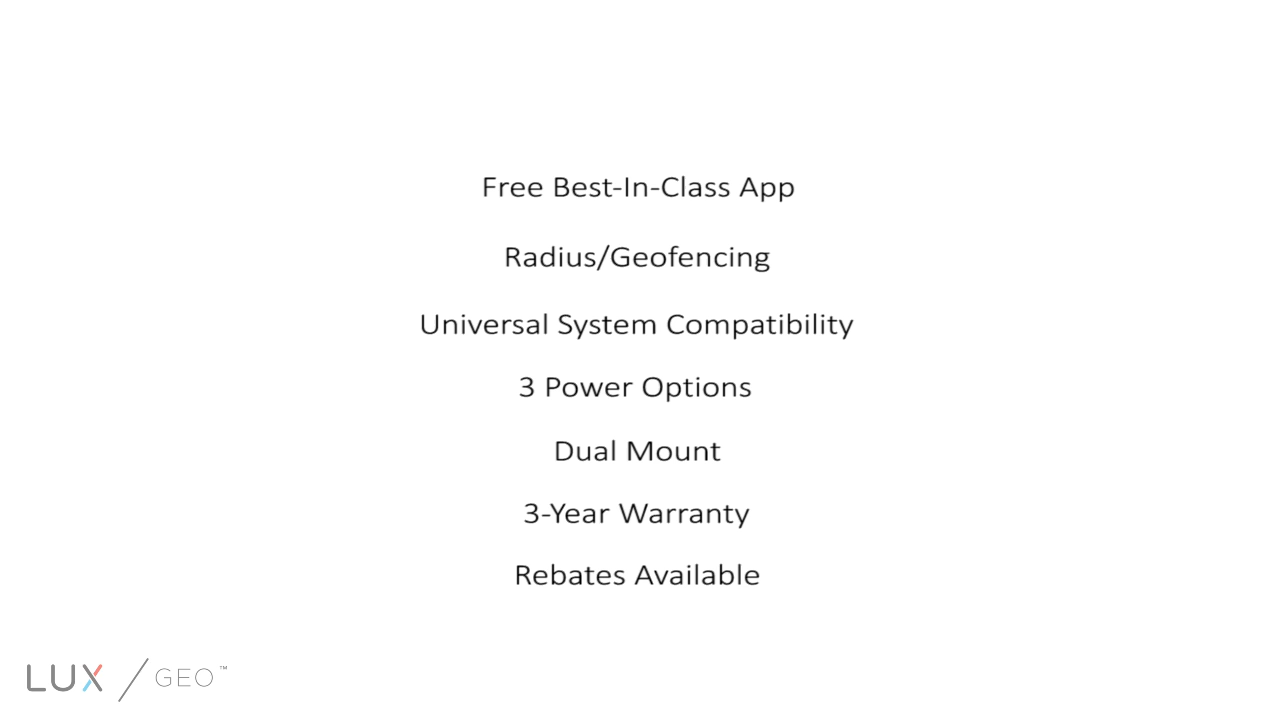 Free Best-In-Class App
Radius/Geofencing
Universal System Compatibility
3 Power Options
Dual Mount
3-Year Warranty
Rebates Available
LUX / GEO™